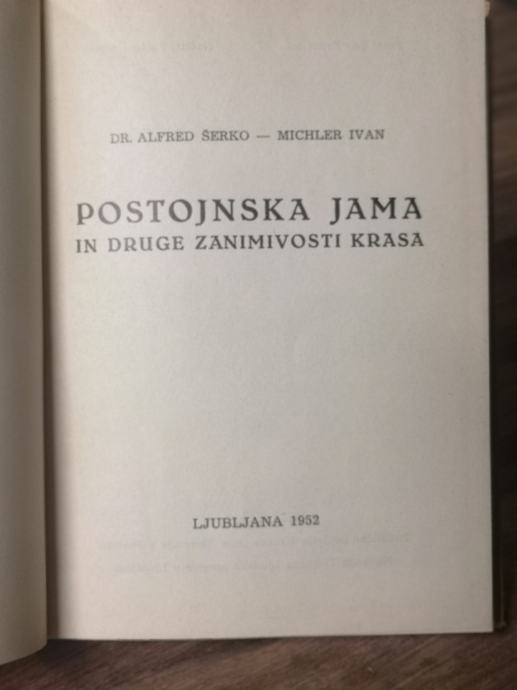 DR. ALFRED ŠERKO — MICHLER IVAN
POSTOJNSKA JAMA
IN DRUGE ZANIMIVOSTI KRASA
LJUBLJANA 1952